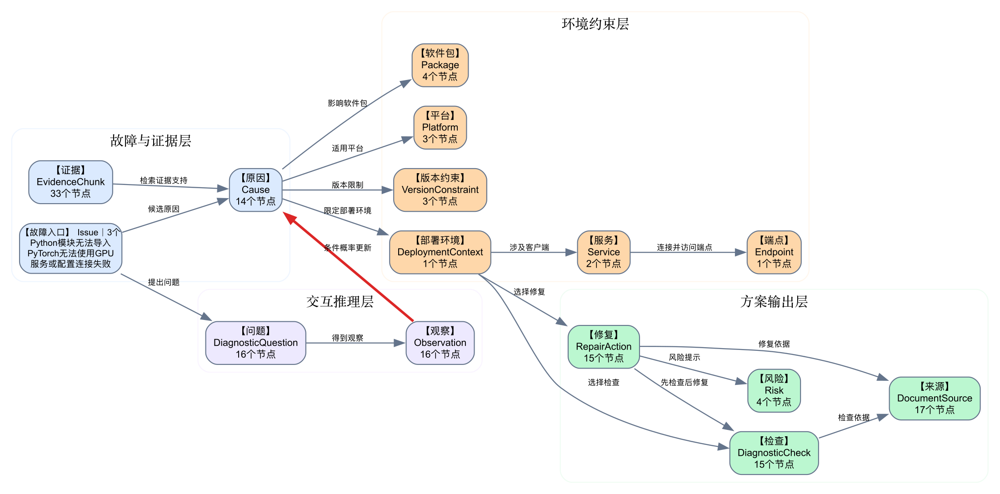 环境约束层
【软件包】
Package
4个节点
影响软件包
【平台】
Platform
3个节点
适用平台
故障与证据层
【证据】
EvidenceChunk
33个节点
检索证据支持
【原因】
Cause
14个节点
版本限制
【版本约束】
VersionConstraint
3个节点
候选原因
限定部署环境
【故障入口】 Issue｜3个
Python模块无法导入
PyTorch无法使用GPU
服务或配置连接失败
条件概率更新
【部署环境】
DeploymentContext
1个节点
涉及客户端
【服务】
Service
2个节点
连接并访问端点
【端点】
Endpoint
1个节点
提出问题
选择修复
交互推理层
【问题】
DiagnosticQuestion
16个节点
得到观察
【观察】
Observation
16个节点
方案输出层
【修复】
RepairAction
15个节点
修复依据
风险提示
选择检查
先检查后修复
【风险】
Risk
4个节点
【来源】
DocumentSource
17个节点
检查依据
【检查】
DiagnosticCheck
15个节点